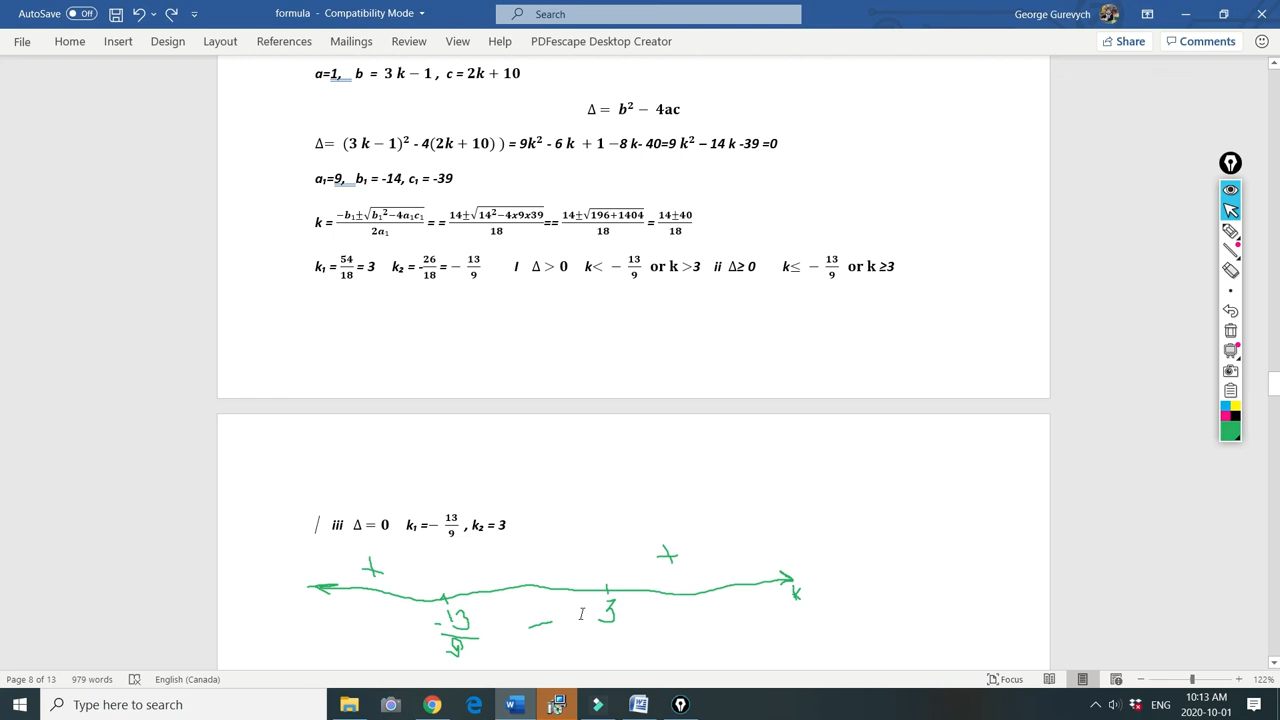 AutoSave Off formula - Compatibility Mode Search George Gurevych
File Home Insert Design Layout References Mailings Review View Help PDFescape Desktop Creator Share Comments
a=1, b = 3 k − 1 , c = 2k + 10
Δ = b² − 4ac
Δ= (3 k − 1)² - 4(2k + 10) ) = 9k² - 6 k + 1 −8 k- 40=9 k² − 14 k -39 =0
a₁=9, b₁ = -14, c₁ = -39
k = (−b₁±√(b₁²−4a₁c₁))/(2a₁) = = (14±√(14²−4x9x39))/18 == (14±√(196+1404))/18 = (14±40)/18
k₁ = 54/18 = 3 k₂ = -26/18 = − 13/9 I Δ > 0 k< − 13/9 or k >3 ii Δ≥ 0 k≤ − 13/9 or k ≥3
/ iii Δ = 0 k₁ =− 13/9 , k₂ = 3
+ +
-13/9 − 3 k
Page 8 of 13 979 words English (Canada) Focus 122%
Type here to search ENG 10:13 AM
2020-10-01